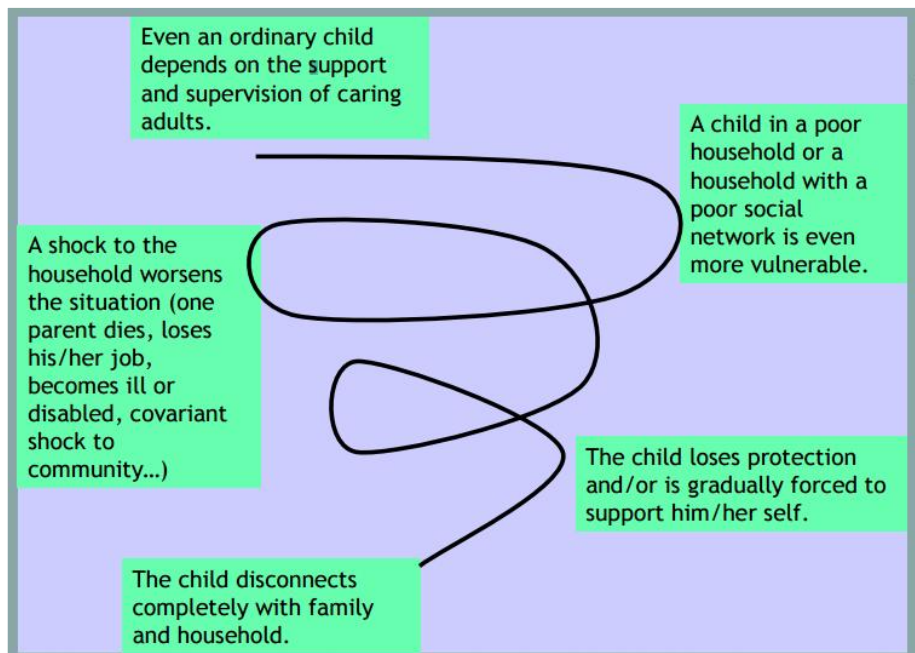 Even an ordinary child
depends on the support
and supervision of caring
adults.
A child in a poor
household or a
household with a
poor social
network is even
more vulnerable.
A shock to the
household worsens
the situation (one
parent dies, loses
his/her job,
becomes ill or
disabled, covariant
shock to
community…)
The child loses protection
and/or is gradually forced to
support him/her self.
The child disconnects
completely with family
and household.